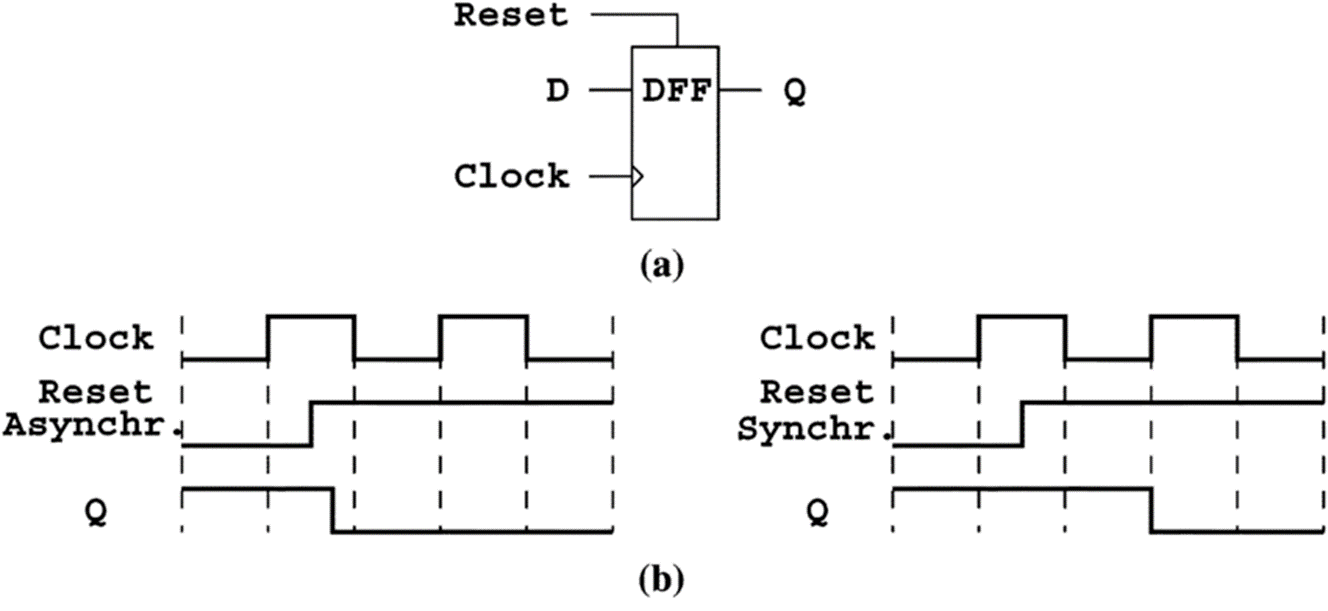 Reset
D DFF Q
Clock
(a)
Clock Clock
Reset Reset
Asynchr. Synchr.
Q Q
(b)